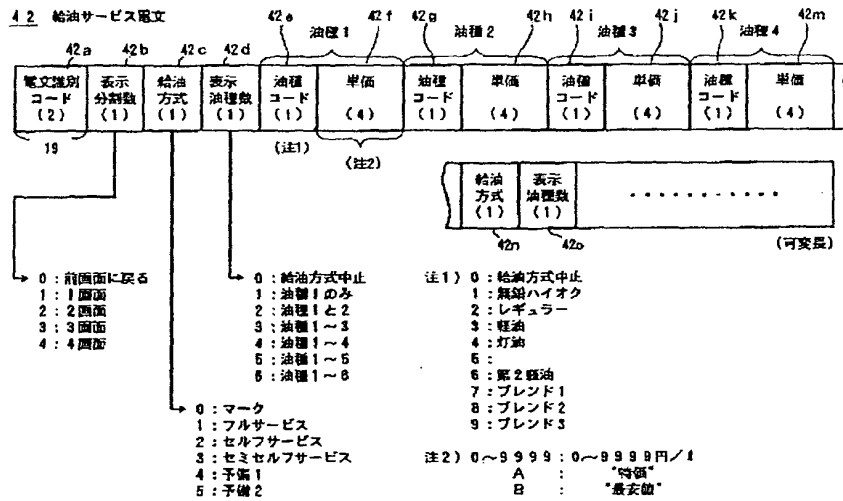 42 給油サービス電文
42a 42b 42c 42d 42e 油種1 42f 42g 油種2 42h 42i 油種3 42j 42k 油種4 42m
電文識別コード(2) 表示分割数(1) 給油方式(1) 表示油種数(1) 油種コード(1) 単価(4) 油種コード(1) 単価(4) 油種コード(1) 単価(4) 油種コード(1) 単価(4)
19 (注1) (注2)
給油方式(1) 表示油種数(1) ・・・・・・・・・・
42n 42o (可変長)
0:前画面に戻る
1:1画面
2:2画面
3:3画面
4:4画面
0:給油方式中止
1:油種1のみ
2:油種1と2
3:油種1~3
4:油種1~4
5:油種1~5
6:油種1~6
0:マーク
1:フルサービス
2:セルフサービス
3:セミセルフサービス
4:予備1
5:予備2
注1) 0:給油方式中止
1:無鉛ハイオク
2:レギュラー
3:軽油
4:灯油
5:
6:第2軽油
7:ブレンド1
8:ブレンド2
9:ブレンド3
注2) 0~9999:0~9999円/ℓ
A : "特価"
B : "最安値"